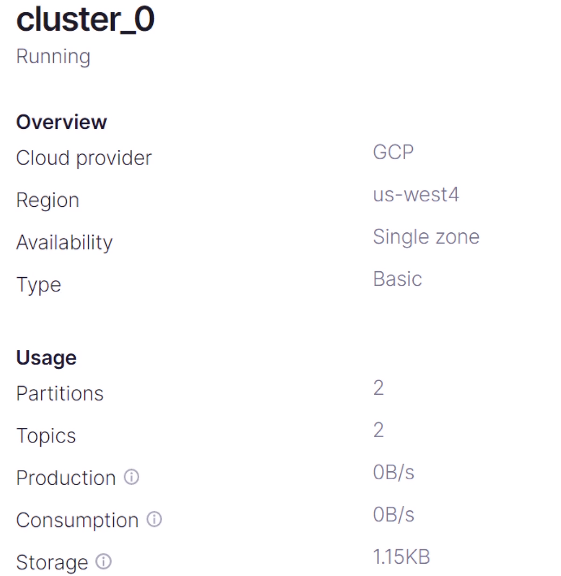 cluster_0
Running
Overview
Cloud provider GCP
Region us-west4
Availability Single zone
Type Basic
Usage
Partitions 2
Topics 2
Production 0B/s
Consumption 0B/s
Storage 1.15KB